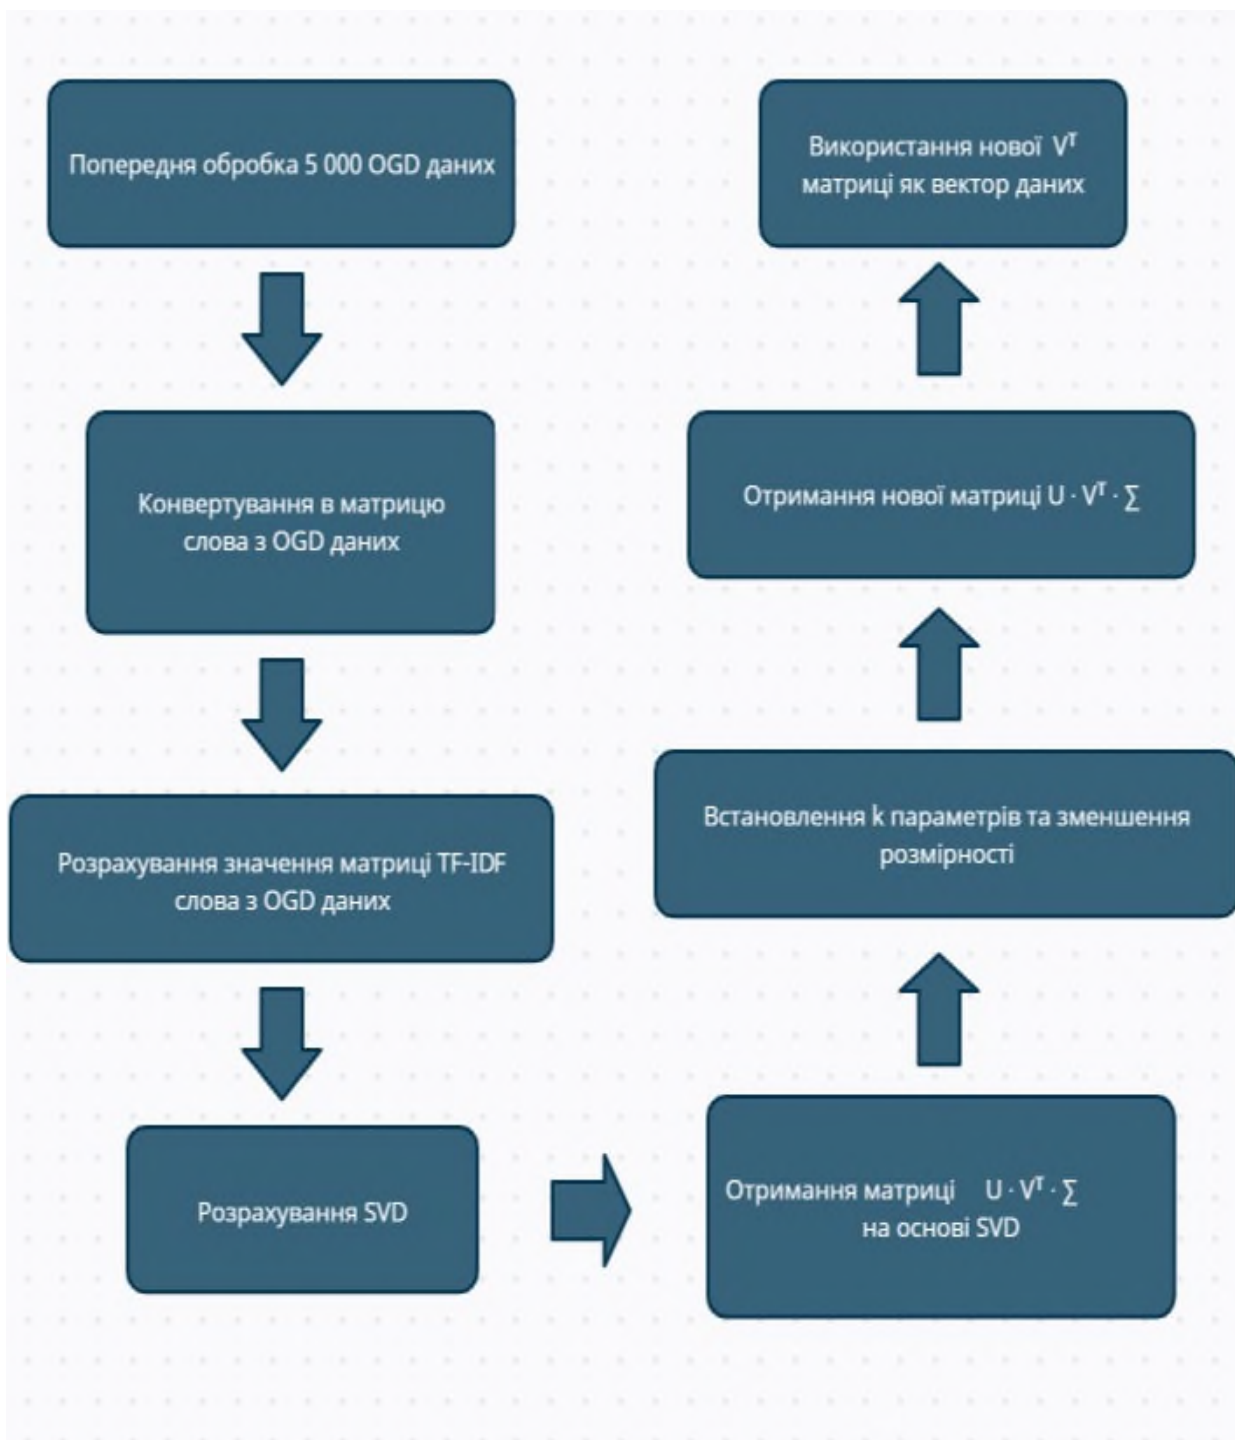 Попередня обробка 5 000 OGD даних
Конвертування в матрицю
слова з OGD даних
Розрахування значення матриці TF-IDF
слова з OGD даних
Розрахування SVD
Отримання матриці U · Vᵀ · ∑
на основі SVD
Встановлення k параметрів та зменшення
розмірності
Отримання нової матриці U · Vᵀ · ∑
Використання нової Vᵀ
матриці як вектор даних